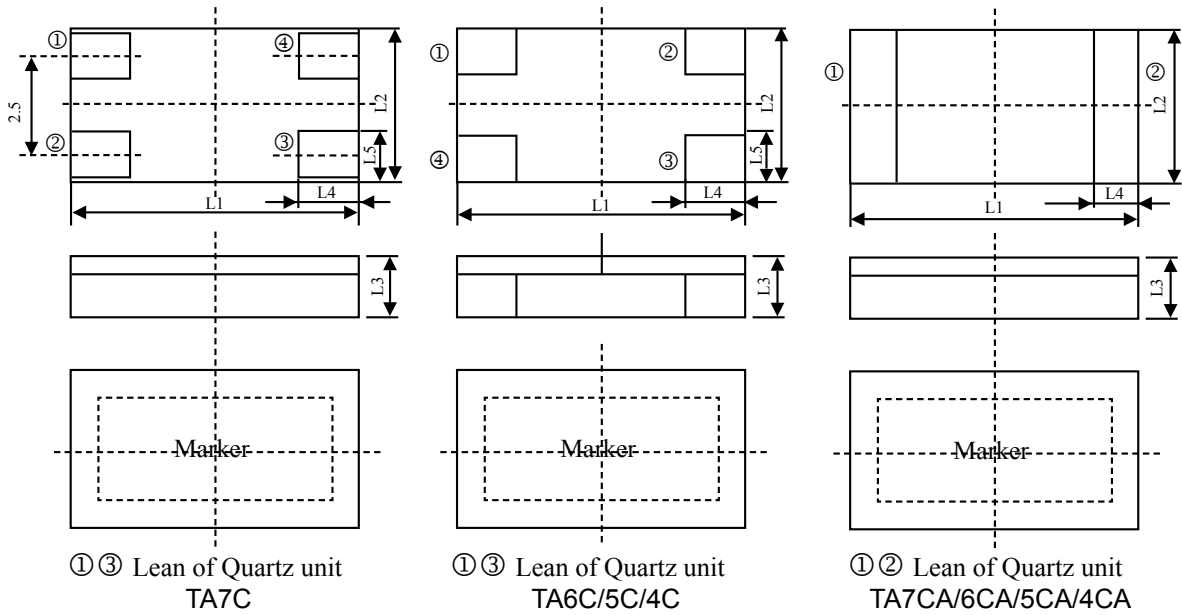 ① ④ ① ② ① ②
2.5 L2 L2 L2
② ③ L5 ④ ③ L5
L4 L4 L4
L1 L1 L1
L3 L3 L3
Marker Marker Marker
①③ Lean of Quartz unit ①③ Lean of Quartz unit ①② Lean of Quartz unit
TA7C TA6C/5C/4C TA7CA/6CA/5CA/4CA